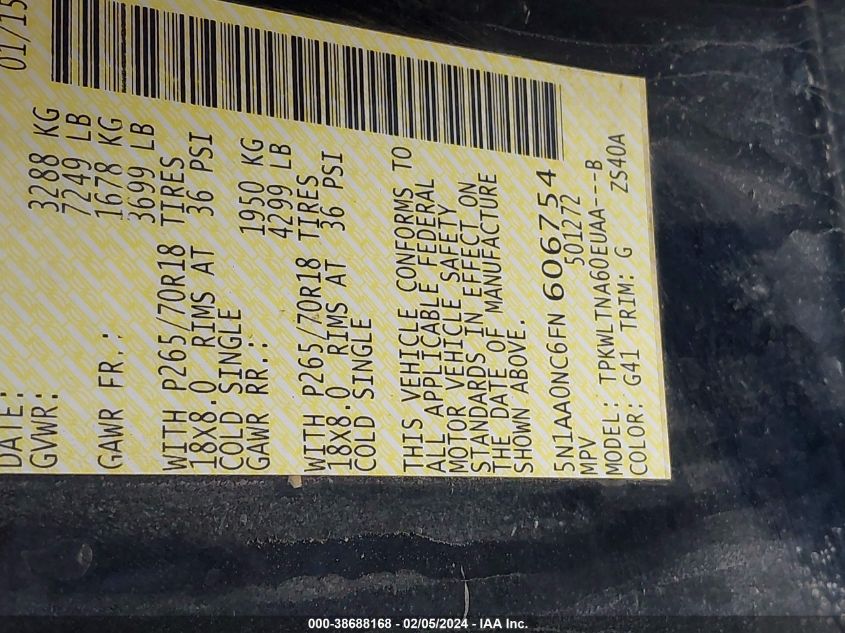 DATE: 01/15
GVWR: 3288 KG
7249 LB
GAWR FR.: 1678 KG
3699 LB
WITH P265/70R18 TIRES
18X8.0 RIMS AT 36 PSI
COLD SINGLE
GAWR RR.: 1950 KG
4299 LB
WITH P265/70R18 TIRES
18X8.0 RIMS AT 36 PSI
COLD SINGLE
THIS VEHICLE CONFORMS TO
ALL APPLICABLE FEDERAL
MOTOR VEHICLE SAFETY
STANDARDS IN EFFECT ON
THE DATE OF MANUFACTURE
SHOWN ABOVE.
5N1AA0NC6FN 606754
MPV 501272
MODEL: TPKWLTNA60EUAA---B
COLOR: G41 TRIM: G ZS40A
000-38688168 - 02/05/2024 - IAA Inc.